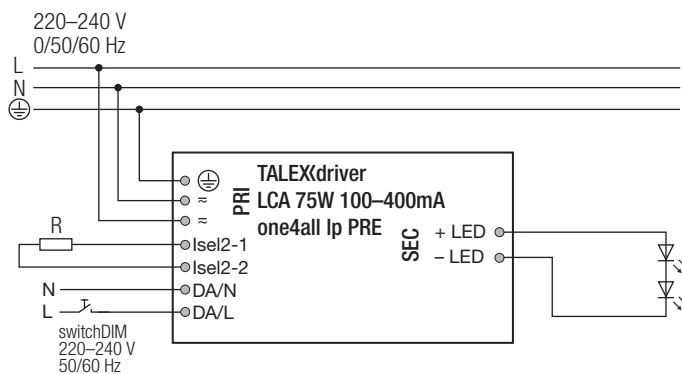 220–240 V
0/50/60 Hz
L
N
TALEXXdriver
LCA 75W 100–400mA
one4all lp PRE
PRI
≂
≂
R
Isel2-1
Isel2-2
N
DA/N
L
DA/L
switchDIM
220–240 V
50/60 Hz
SEC
+ LED
– LED